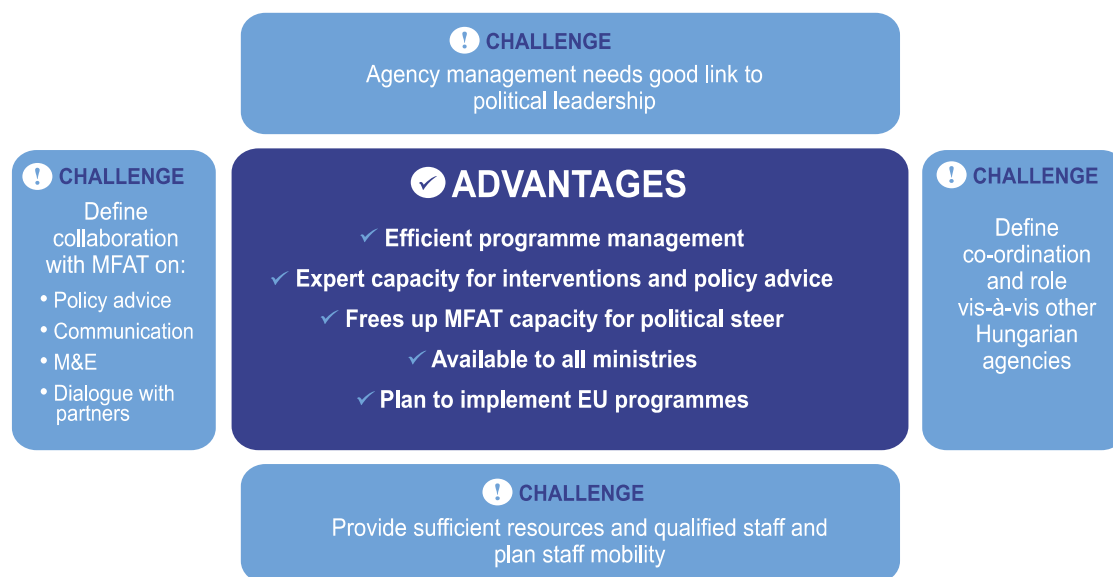 CHALLENGE
Agency management needs good link to
political leadership
CHALLENGE
Define
collaboration
with MFAT on:
• Policy advice
• Communication
• M&E
• Dialogue with
partners
ADVANTAGES
Efficient programme management
Expert capacity for interventions and policy advice
Frees up MFAT capacity for political steer
Available to all ministries
Plan to implement EU programmes
CHALLENGE
Define
co-ordination
and role
vis-à-vis other
Hungarian
agencies
CHALLENGE
Provide sufficient resources and qualified staff and
plan staff mobility